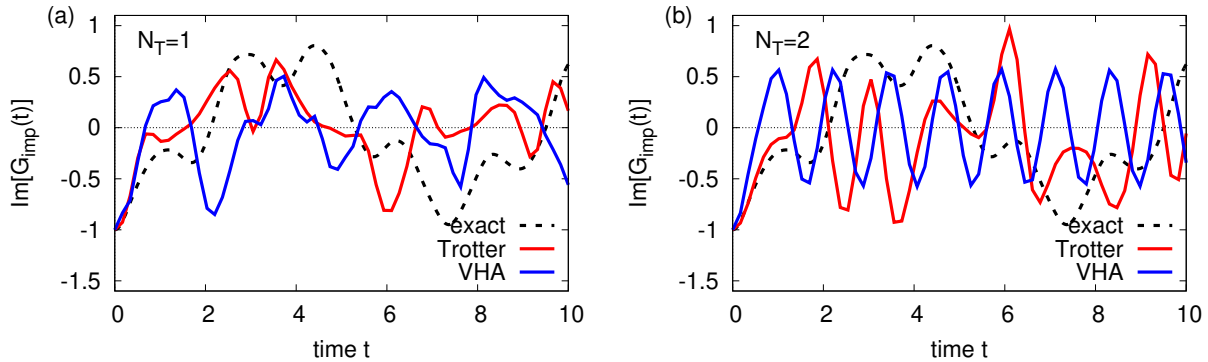 (a)
N_T=1
Im[G_imp(t)]
1
0.5
0
-0.5
-1
-1.5
0 2 4 6 8 10
time t
exact
Trotter
VHA
(b)
N_T=2
Im[G_imp(t)]
1
0.5
0
-0.5
-1
-1.5
0 2 4 6 8 10
time t
exact
Trotter
VHA